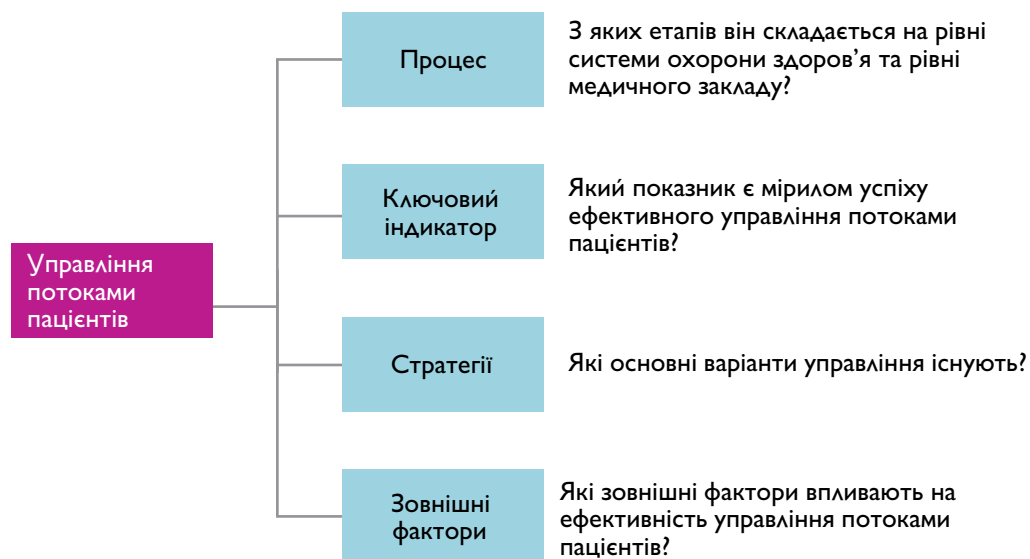 Процес
З яких етапів він складається на рівні
системи охорони здоров’я та рівні
медичного закладу?
Ключовий
індикатор
Який показник є мірилом успіху
ефективного управління потоками
пацієнтів?
Управління
потоками
пацієнтів
Стратегії
Які основні варіанти управління існують?
Зовнішні
фактори
Які зовнішні фактори впливають на
ефективність управління потоками
пацієнтів?